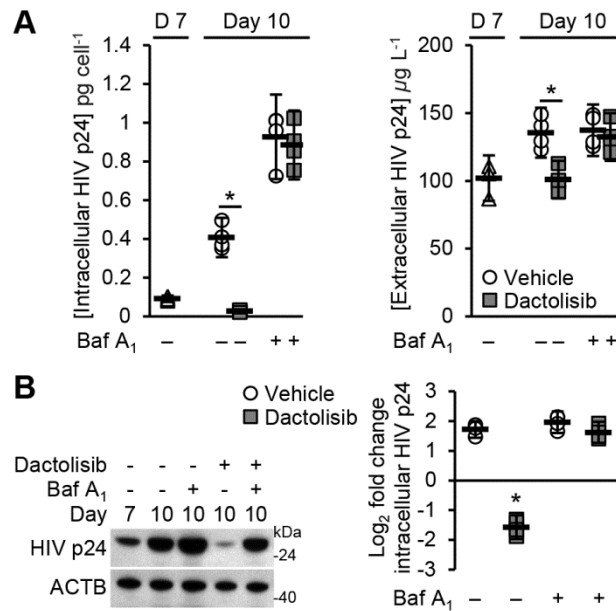 A
D 7 Day 10
[Intracellular HIV p24] pg cell-1
1.4
1.2
1
0.8
0.6
0.4
0.2
0
*
Baf A1 – – – + +
D 7 Day 10
[Extracellular HIV p24] µg L-1
200
150
100
50
0
*
Vehicle
Dactolisib
Baf A1 – – – + +
B
Vehicle
Dactolisib
Dactolisib - - - + +
Baf A1 - - + - +
Day 7 10 10 10 10
kDa
HIV p24 -24
ACTB -40
Log2 fold change
intracellular HIV p24
3
2
1
0
-1
-2
-3
*
Baf A1 – – + +